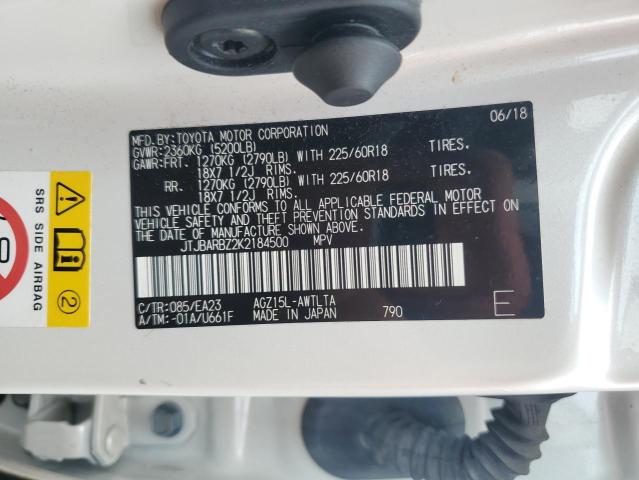 MFD.BY:TOYOTA MOTOR CORPORATION 06/18
GVWR:2360KG (5200LB)
GAWR:FRT. 1270KG (2790LB) WITH 225/60R18 TIRES.
18X7 1/2J RIMS.
RR. 1270KG (2790LB) WITH 225/60R18 TIRES.
18X7 1/2J RIMS.
THIS VEHICLE CONFORMS TO ALL APPLICABLE FEDERAL MOTOR
VEHICLE SAFETY AND THEFT PREVENTION STANDARDS IN EFFECT ON
THE DATE OF MANUFACTURE SHOWN ABOVE.
JTJBARBZ2K2184500 MPV
C/TR:085/EA23 AGZ15L-AWTLTA
A/TM:-01A/U661F MADE IN JAPAN 790
E
SRS SIDE AIRBAG
2